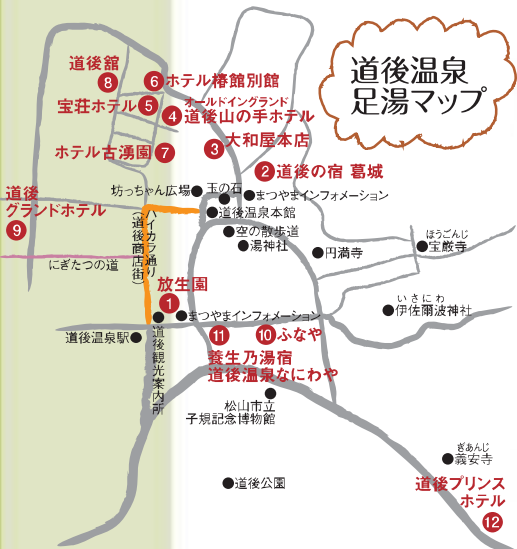 道後温泉
足湯マップ
道後舘
8
6
ホテル椿館別館
宝荘ホテル
5
オールドイングランド
4
道後山の手ホテル
大和屋本店
3
ホテル古湧園
7
2
道後の宿 葛城
坊っちゃん広場
玉の石
まつやまインフォメーション
道後
グランドホテル
9
ハイカラ通り
(道後商店街)
道後温泉本館
空の散歩道
湯神社
円満寺
ほうごんじ
宝厳寺
にぎたつの道
放生園
1
まつやまインフォメーション
いさにわ
伊佐爾波神社
道後温泉駅
道後観光案内所
11
10
ふなや
養生乃湯宿
道後温泉なにわや
松山市立
子規記念博物館
ぎあんじ
義安寺
道後公園
道後プリンス
ホテル
12